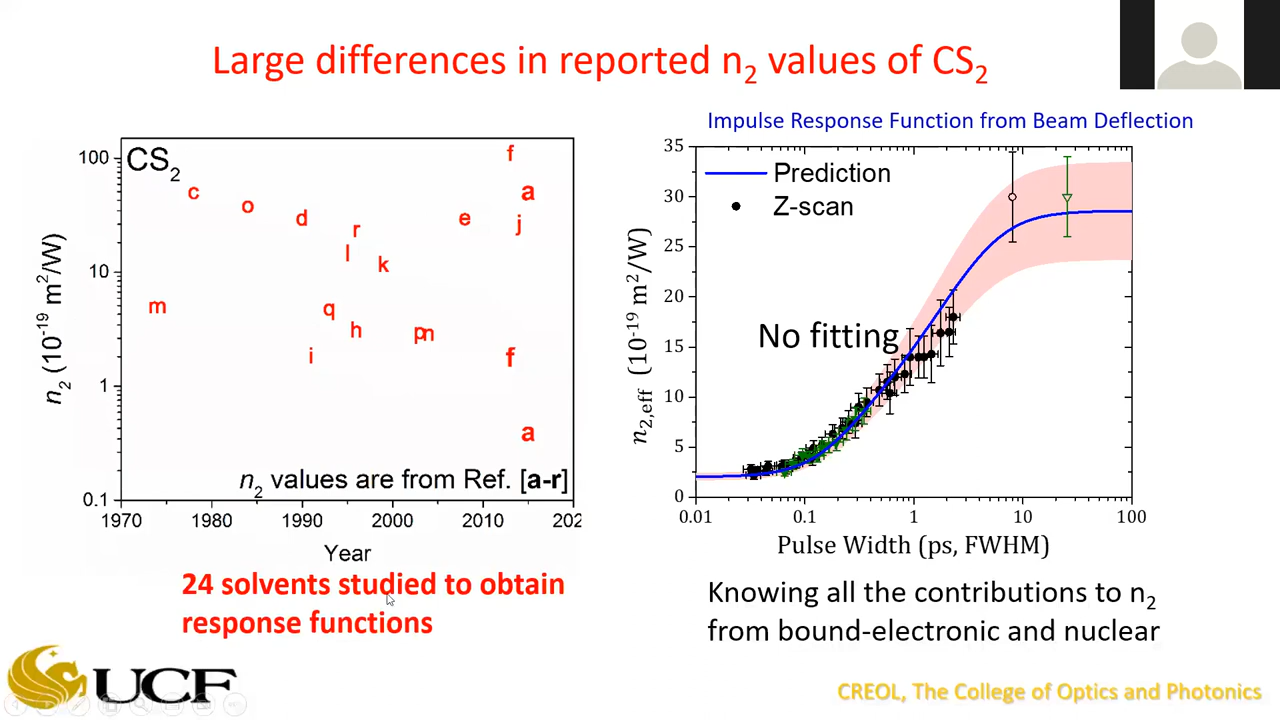 Large differences in reported n2 values of CS2
CS2
100
10
1
0.1
n2 (10-19 m2/W)
f
c
a
o
d
e
j
r
l
k
m
q
h
pn
i
f
a
n2 values are from Ref. [a-r]
1970
1980
1990
2000
2010
202
Year
24 solvents studied to obtain
response functions
UCF
Impulse Response Function from Beam Deflection
35
30
25
20
15
10
5
0
n2,eff (10-19 m2/W)
Prediction
Z-scan
No fitting
0.01
0.1
1
10
100
Pulse Width (ps, FWHM)
Knowing all the contributions to n2
from bound-electronic and nuclear
CREOL, The College of Optics and Photonics